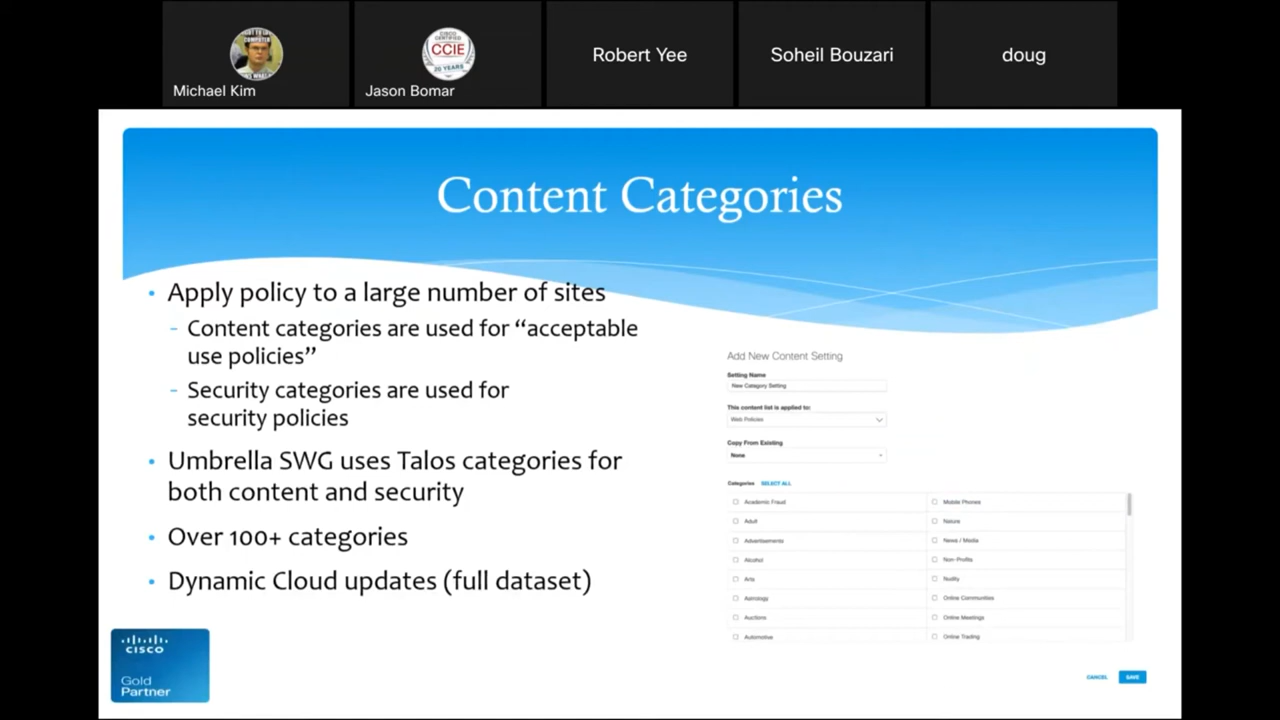 Michael Kim
CISCO CERTIFIED
CCIE
20 YEARS
Jason Bomar
Robert Yee
Soheil Bouzari
doug
Content Categories
• Apply policy to a large number of sites
- Content categories are used for “acceptable
use policies”
- Security categories are used for
security policies
• Umbrella SWG uses Talos categories for
both content and security
• Over 100+ categories
• Dynamic Cloud updates (full dataset)
Add New Content Setting
Setting Name
New Category Setting
This content list is applied to:
Web Policies
Copy From Existing
None
Categories SELECT ALL
Academic Fraud
Mobile Phones
Adult
Nature
Advertisements
News / Media
Alcohol
Non-Profits
Arts
Nudity
Astrology
Online Communities
Auctions
Online Meetings
Automotive
Online Trading
CANCEL SAVE
CISCO
Gold
Partner